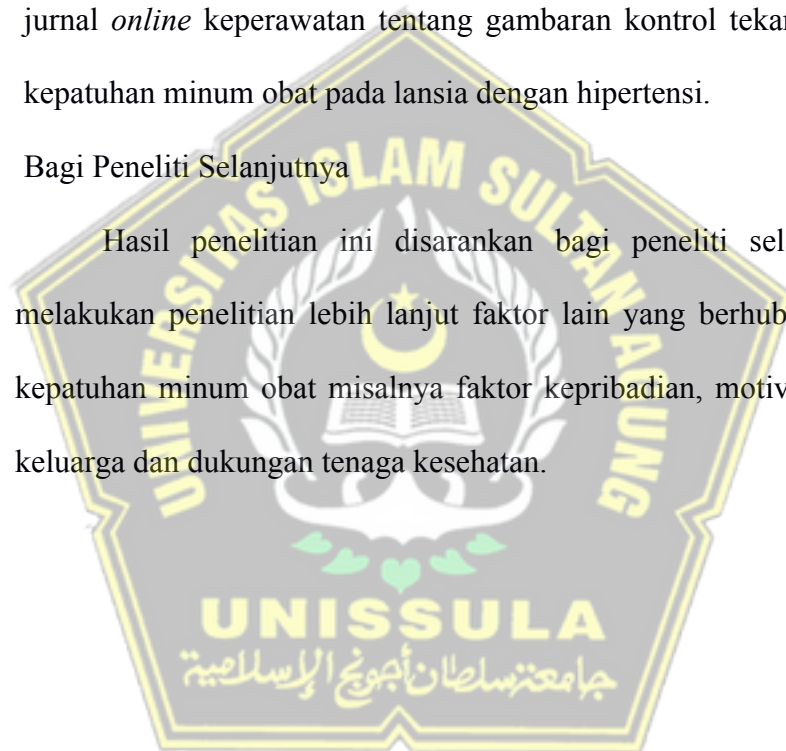 jurnal online keperawatan tentang gambaran kontrol tekan
kepatuhan minum obat pada lansia dengan hipertensi.
Bagi Peneliti Selanjutnya
Hasil penelitian ini disarankan bagi peneliti sel
melakukan penelitian lebih lanjut faktor lain yang berhub
kepatuhan minum obat misalnya faktor kepribadian, motiv
keluarga dan dukungan tenaga kesehatan.
UNIVERSITAS ISLAM SULTAN AGUNG
UNISSULA
جامعة سلطان أجونج الإسلامية